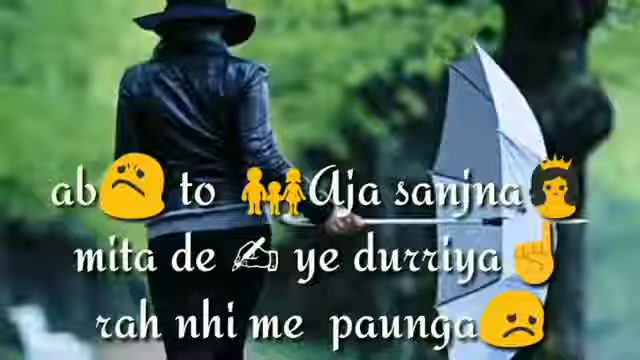 ab😟 to 👨‍👩‍👧Aja sanjna👸
mita de ✍ ye durriya☝
rah nhi me paunga😟